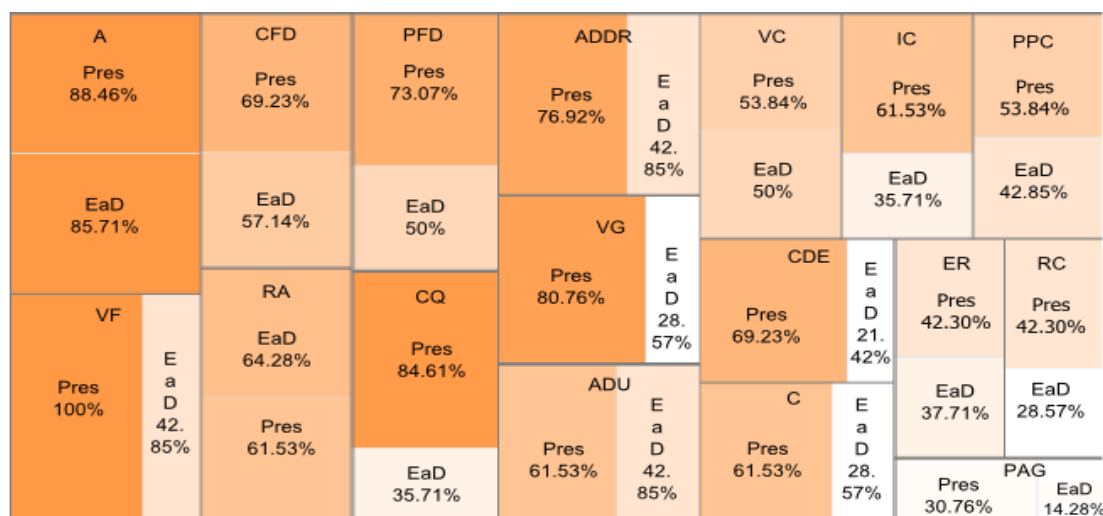 A
Pres
88.46%
EaD
85.71%
VF
Pres
100%
E
a
D
42.
85%
CFD
Pres
69.23%
EaD
57.14%
RA
EaD
64.28%
Pres
61.53%
PFD
Pres
73.07%
EaD
50%
CQ
Pres
84.61%
EaD
35.71%
ADDR
Pres
76.92%
E
a
D
42.
85%
VG
Pres
80.76%
E
a
D
28.
57%
ADU
Pres
61.53%
E
a
D
42.
85%
VC
Pres
53.84%
EaD
50%
IC
Pres
61.53%
EaD
35.71%
PPC
Pres
53.84%
EaD
42.85%
CDE
Pres
69.23%
E
a
D
21.
42%
C
Pres
61.53%
E
a
D
28.
57%
ER
Pres
42.30%
EaD
37.71%
RC
Pres
42.30%
EaD
28.57%
PAG
Pres
30.76%
EaD
14.28%